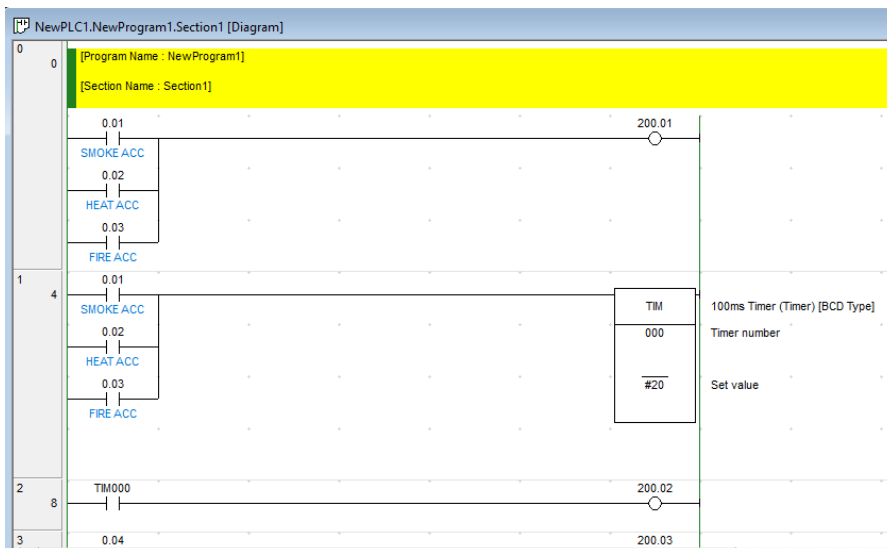 NewPLC1.NewProgram1.Section1 [Diagram]
0
0
[Program Name : NewProgram1]
[Section Name : Section1]
0.01 200.01
SMOKE ACC
0.02
HEAT ACC
0.03
FIRE ACC
1
4
0.01
SMOKE ACC
TIM 100ms Timer (Timer) [BCD Type]
0.02
000 Timer number
HEAT ACC
0.03
#20 Set value
FIRE ACC
2
8
TIM000 200.02
3
0.04 200.03